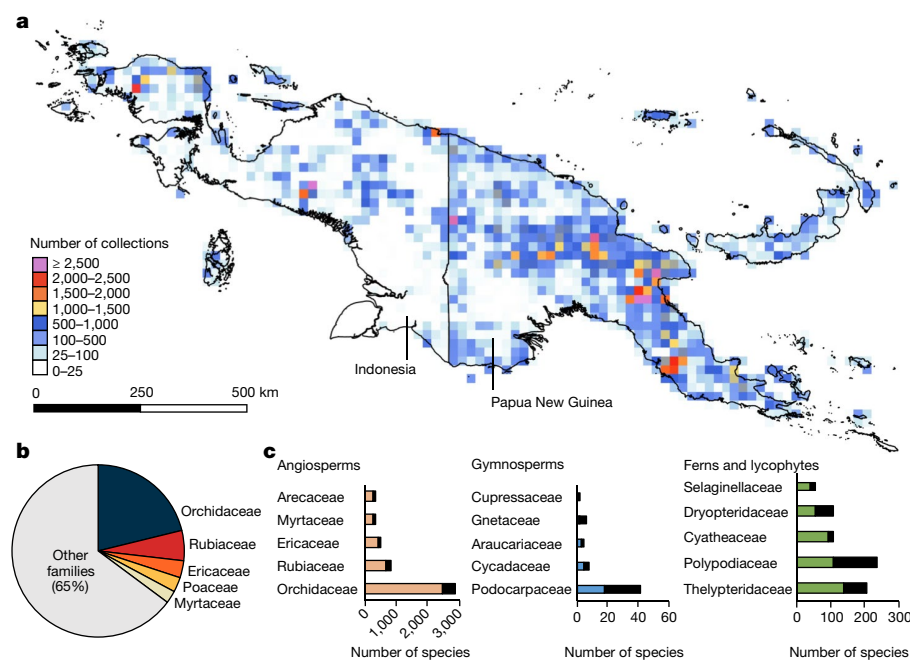 a
Number of collections
≥ 2,500
2,000–2,500
1,500–2,000
1,000–1,500
500–1,000
100–500
25–100
0–25
0 250 500 km
Indonesia
Papua New Guinea
b
Orchidaceae
Rubiaceae
Ericaceae
Poaceae
Myrtaceae
Other
families
(65%)
c
Angiosperms
Arecaceae
Myrtaceae
Ericaceae
Rubiaceae
Orchidaceae
0 1,000 2,000 3,000
Number of species
Gymnosperms
Cupressaceae
Gnetaceae
Araucariaceae
Cycadaceae
Podocarpaceae
0 20 40 60
Number of species
Ferns and lycophytes
Selaginellaceae
Dryopteridaceae
Cyatheaceae
Polypodiaceae
Thelypteridaceae
0 100 200 300
Number of species